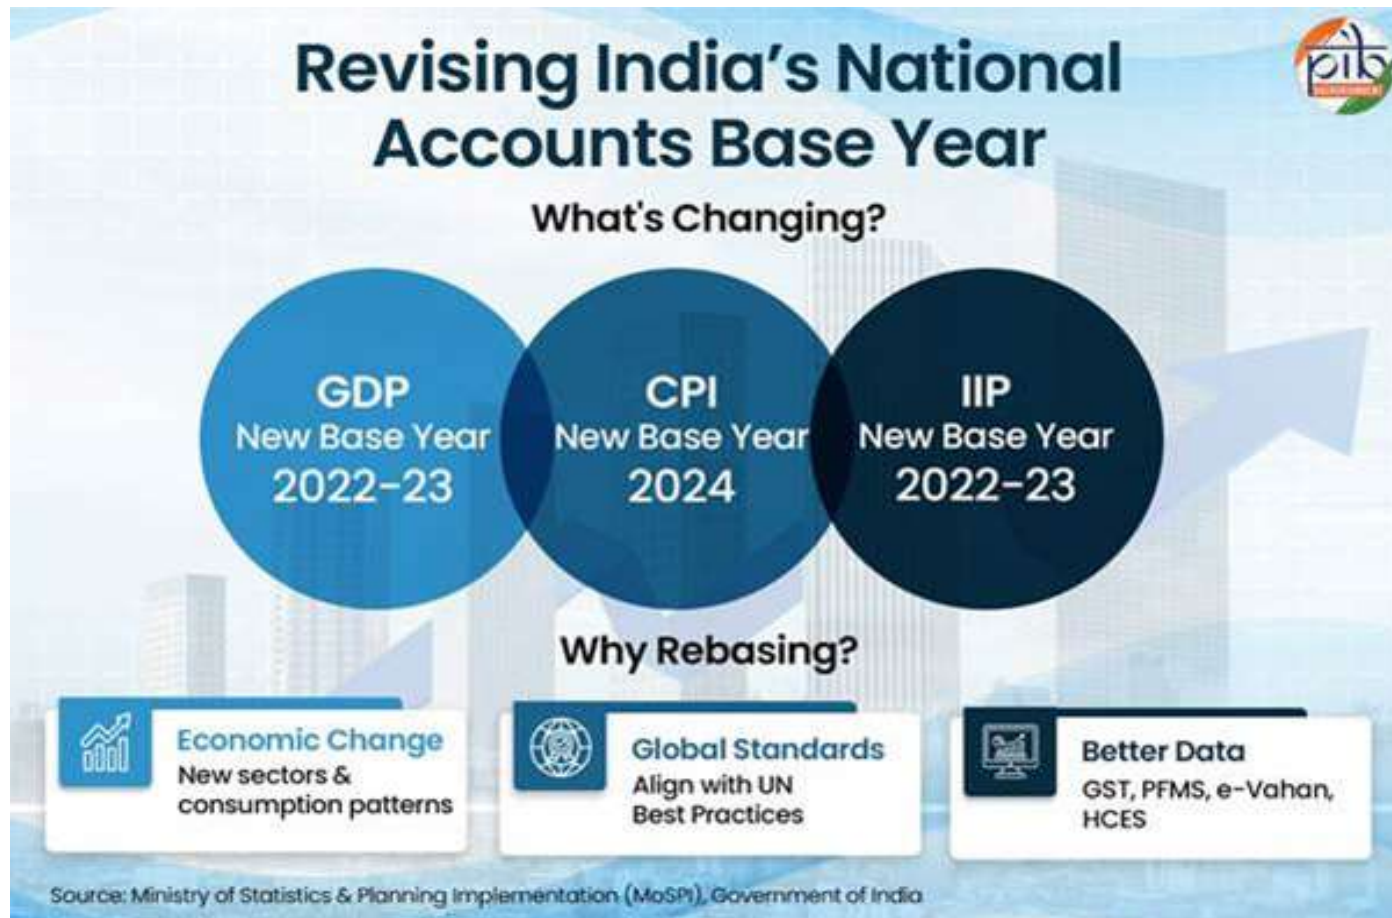 Revising India's National
Accounts Base Year
pib
What's Changing?
GDP
New Base Year
2022-23
CPI
New Base Year
2024
IIP
New Base Year
2022-23
Why Rebasing?
Economic Change
New sectors &
consumption patterns
Global Standards
Align with UN
Best Practices
Better Data
GST, PFMS, e-Vahan,
HCES
Source: Ministry of Statistics & Planning Implementation (MoSPI), Government of India